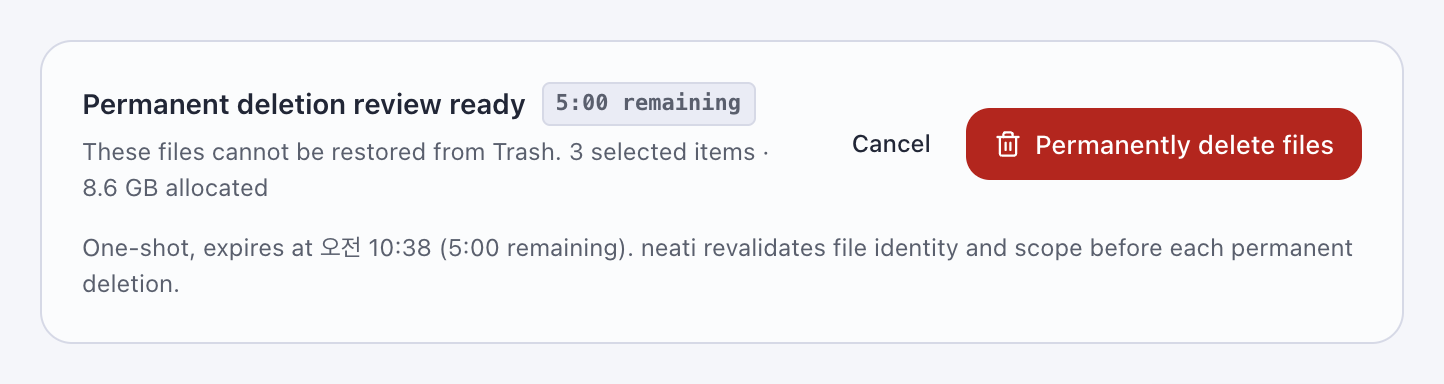 Permanent deletion review ready 5:00 remaining
These files cannot be restored from Trash. 3 selected items ·
8.6 GB allocated
Cancel
Permanently delete files
One-shot, expires at 오전 10:38 (5:00 remaining). neati revalidates file identity and scope before each permanent
deletion.